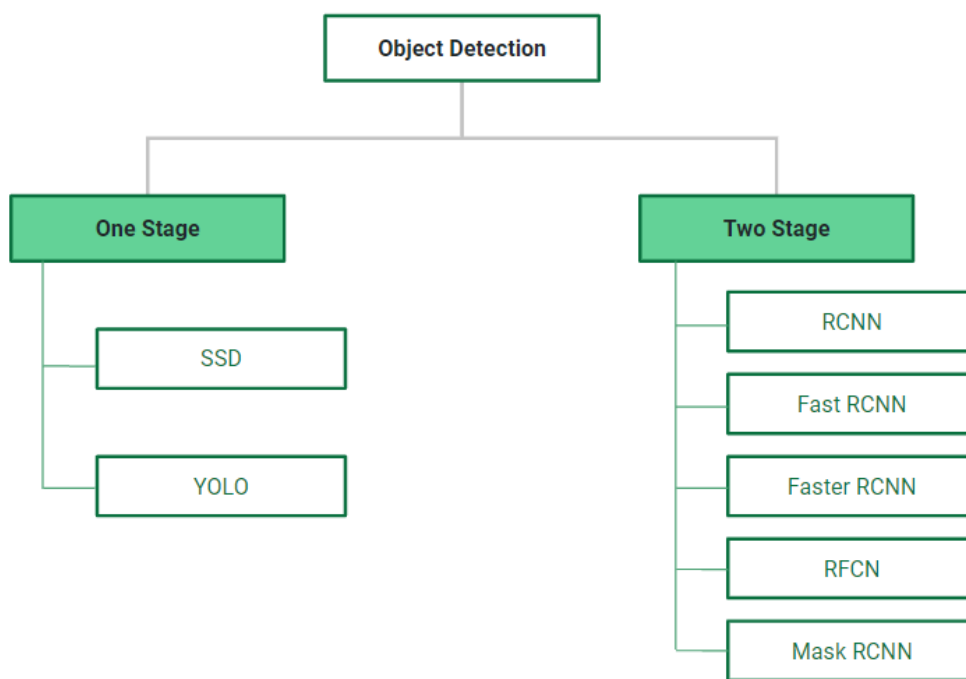 Object Detection
One Stage
SSD
YOLO
Two Stage
RCNN
Fast RCNN
Faster RCNN
RFCN
Mask RCNN